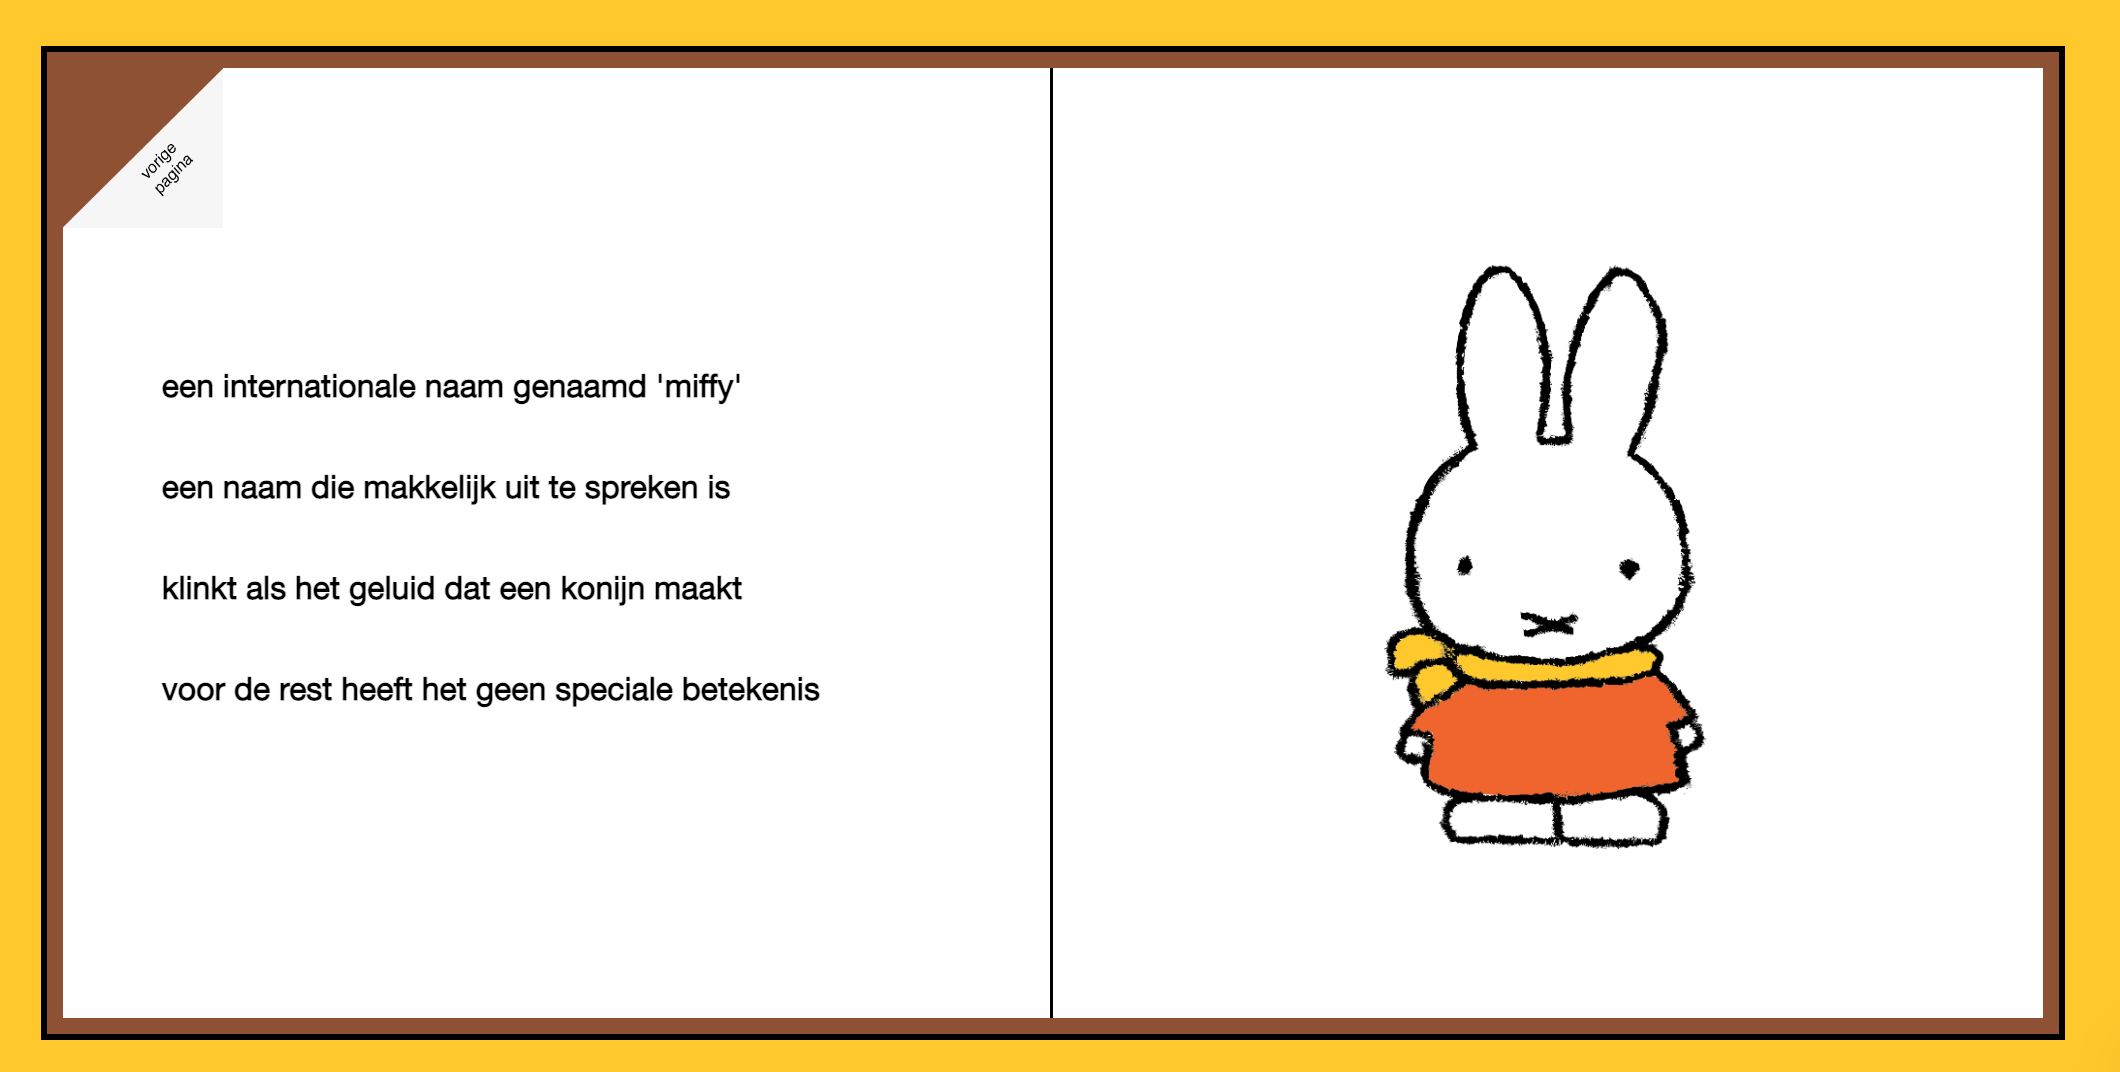 vorige
pagina
een internationale naam genaamd 'miffy'
een naam die makkelijk uit te spreken is
klinkt als het geluid dat een konijn maakt
voor de rest heeft het geen speciale betekenis